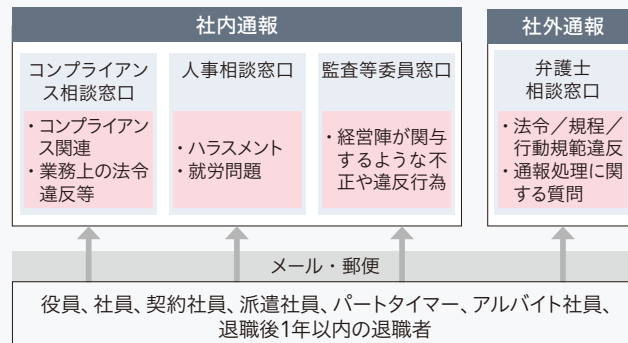 社内通報
コンプライアン
ス相談窓口
・コンプライアン
ス関連
・業務上の法令
違反等
人事相談窓口
・ハラスメント
・就労問題
監査等委員窓口
・経営陣が関与
するような不
正や違反行為
社外通報
弁護士
相談窓口
・法令／規程／
行動規範違反
・通報処理に関
する質問
メール・郵便
役員、社員、契約社員、派遣社員、パートタイマー、アルバイト社員、
退職後1年以内の退職者